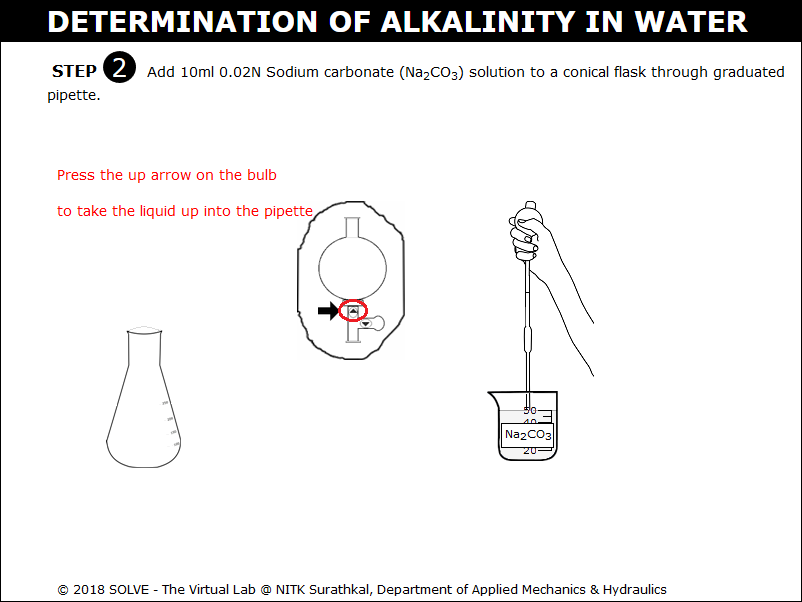 DETERMINATION OF ALKALINITY IN WATER
STEP 2 Add 10ml 0.02N Sodium carbonate (Na₂CO₃) solution to a conical flask through graduated
pipette.
Press the up arrow on the bulb
to take the liquid up into the pipette
50
40
Na₂CO₃
20
© 2018 SOLVE - The Virtual Lab @ NITK Surathkal, Department of Applied Mechanics & Hydraulics